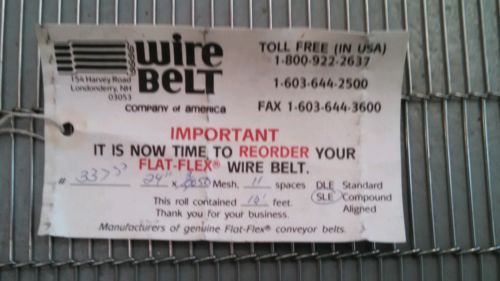 wire
BELT
154 Harvey Road
Londonderry, NH
03053
company of america
TOLL FREE (IN USA)
1-800-922-2637
1-603-644-2500
FAX 1-603-644-3600
IMPORTANT
IT IS NOW TIME TO REORDER YOUR
FLAT-FLEX® WIRE BELT.
# 24" x Mesh, 11 spaces DLE Standard
SLE Compound
This roll contained 10' feet. Aligned
Thank you for your business.
Manufacturers of genuine Flat-Flex® conveyor belts.